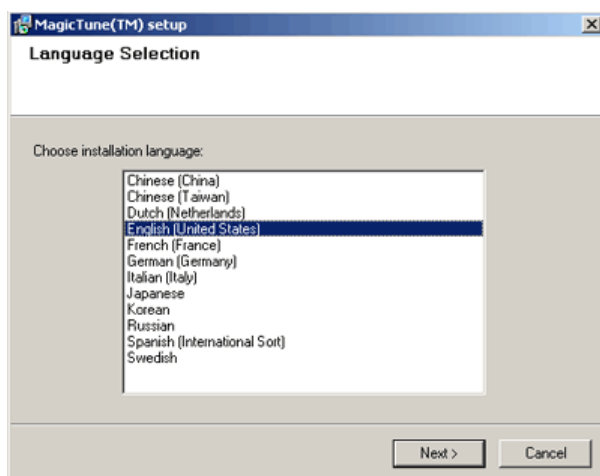 MagicTune(TM) setup
Language Selection
Choose installation language:
Chinese (China)
Chinese (Taiwan)
Dutch (Netherlands)
English (United States)
French (France)
German (Germany)
Italian (Italy)
Japanese
Korean
Russian
Spanish (International Sort)
Swedish
Next >
Cancel